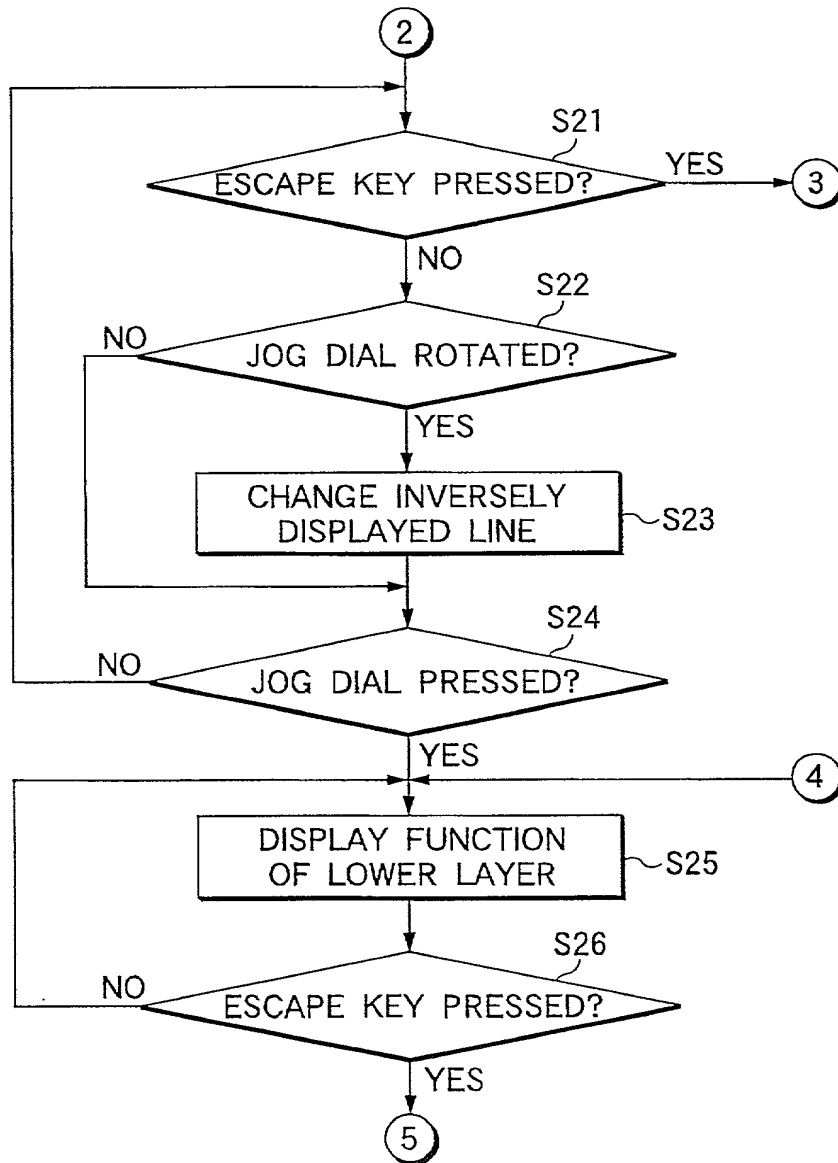 2
S21
ESCAPE KEY PRESSED?
YES
3
NO
S22
NO
JOG DIAL ROTATED?
YES
CHANGE INVERSELY
DISPLAYED LINE
S23
S24
NO
JOG DIAL PRESSED?
YES
4
DISPLAY FUNCTION
OF LOWER LAYER
S25
S26
NO
ESCAPE KEY PRESSED?
YES
5